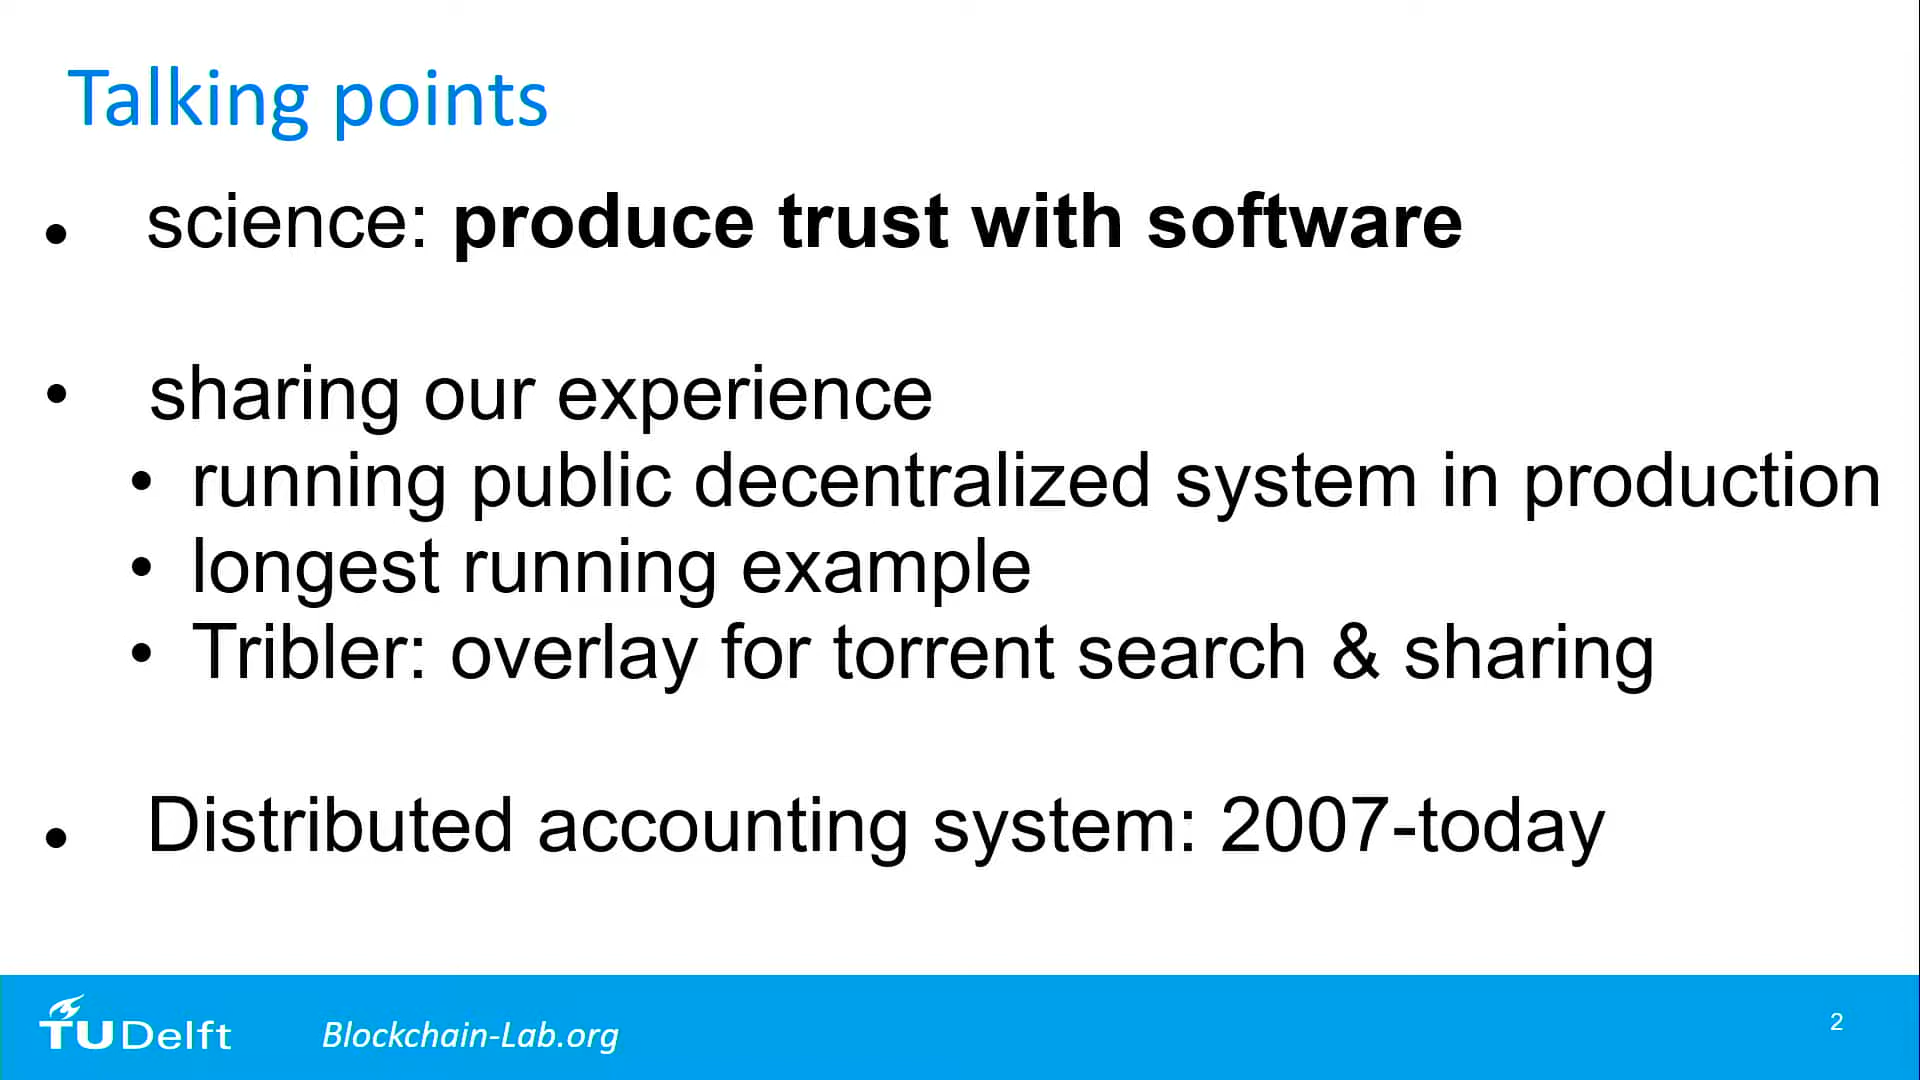 Talking points
• science: produce trust with software
• sharing our experience
• running public decentralized system in production
• longest running example
• Tribler: overlay for torrent search & sharing
• Distributed accounting system: 2007-today
TUDelft
Blockchain-Lab.org
2